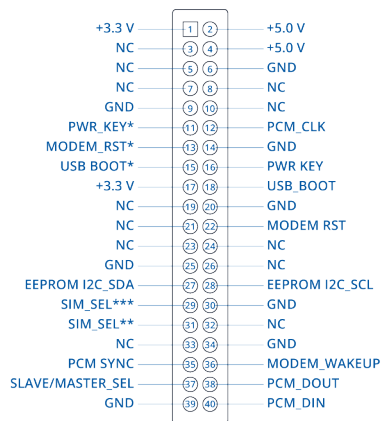 +3.3 V 1 2 +5.0 V
NC 3 4 +5.0 V
NC 5 6 GND
NC 7 8 NC
GND 9 10 NC
PWR_KEY* 11 12 PCM_CLK
MODEM_RST* 13 14 GND
USB BOOT* 15 16 PWR KEY
+3.3 V 17 18 USB_BOOT
NC 19 20 GND
NC 21 22 MODEM RST
NC 23 24 NC
GND 25 26 NC
EEPROM I2C_SDA 27 28 EEPROM I2C_SCL
SIM_SEL*** 29 30 GND
SIM_SEL** 31 32 NC
NC 33 34 GND
PCM SYNC 35 36 MODEM_WAKEUP
SLAVE/MASTER_SEL 37 38 PCM_DOUT
GND 39 40 PCM_DIN